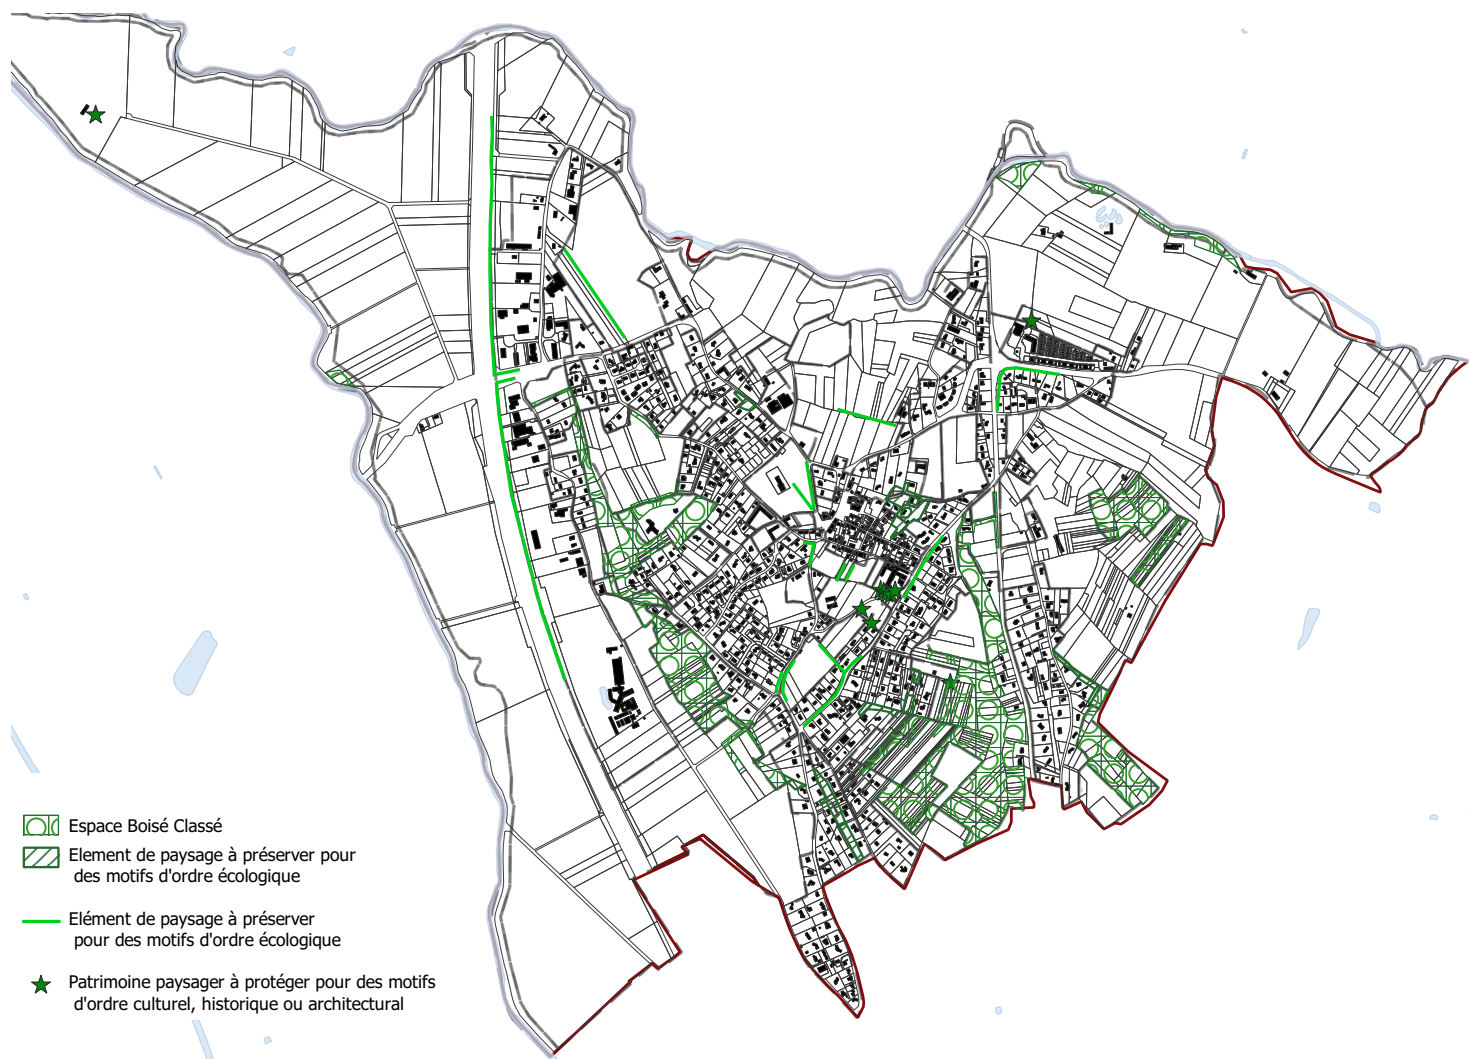 Espace Boisé Classé
Element de paysage à préserver pour
des motifs d'ordre écologique
Elément de paysage à préserver
pour des motifs d'ordre écologique
Patrimoine paysager à protéger pour des motifs
d'ordre culturel, historique ou architectural